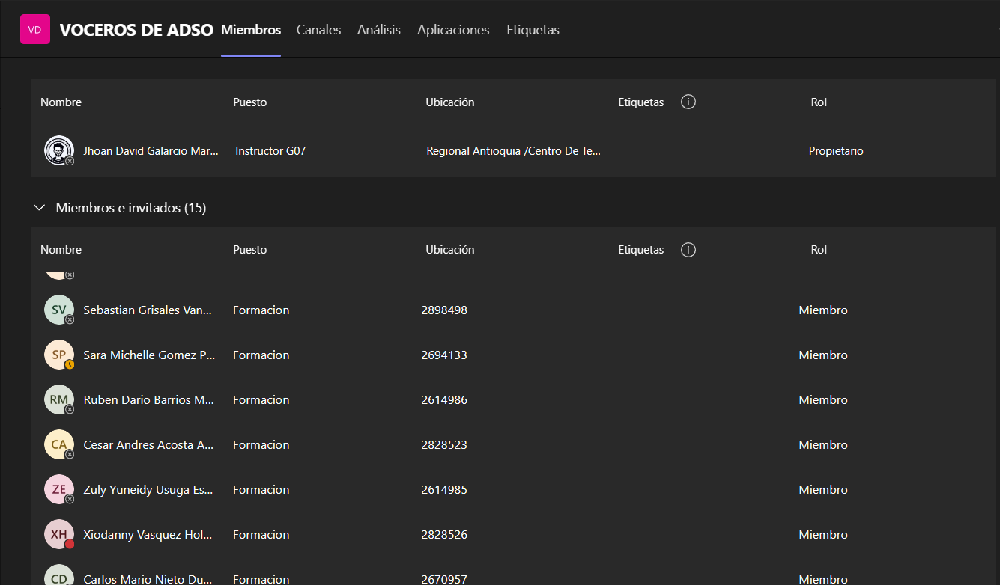 VD VOCEROS DE ADSO Miembros Canales Análisis Aplicaciones Etiquetas
Nombre Puesto Ubicación Etiquetas Rol
Jhoan David Galarcio Mar... Instructor G07 Regional Antioquia /Centro De Te... Propietario
Miembros e invitados (15)
Nombre Puesto Ubicación Etiquetas Rol
SV Sebastian Grisales Van... Formacion 2898498 Miembro
SP Sara Michelle Gomez P... Formacion 2694133 Miembro
RM Ruben Dario Barrios M... Formacion 2614986 Miembro
CA Cesar Andres Acosta A... Formacion 2828523 Miembro
ZE Zuly Yuneidy Usuga Es... Formacion 2614985 Miembro
XH Xiodanny Vasquez Hol... Formacion 2828526 Miembro
CD Carlos Mario Nieto Du... Formacion 2670957 Miembro